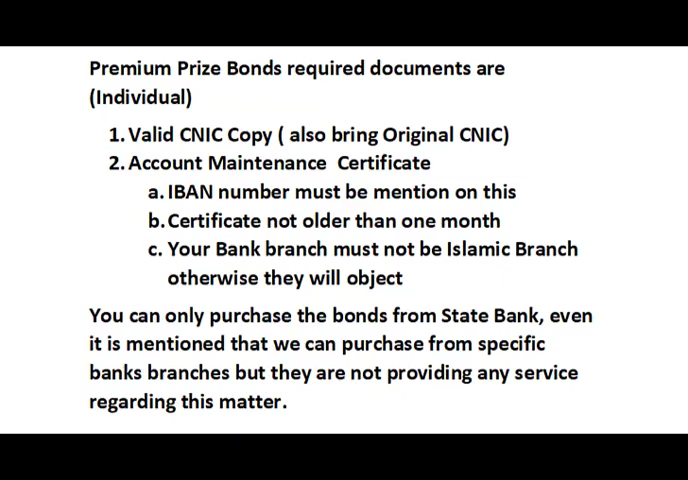 Premium Prize Bonds required documents are
(Individual)
1. Valid CNIC Copy ( also bring Original CNIC)
2. Account Maintenance Certificate
a. IBAN number must be mention on this
b. Certificate not older than one month
c. Your Bank branch must not be Islamic Branch
otherwise they will object
You can only purchase the bonds from State Bank, even
it is mentioned that we can purchase from specific
banks branches but they are not providing any service
regarding this matter.